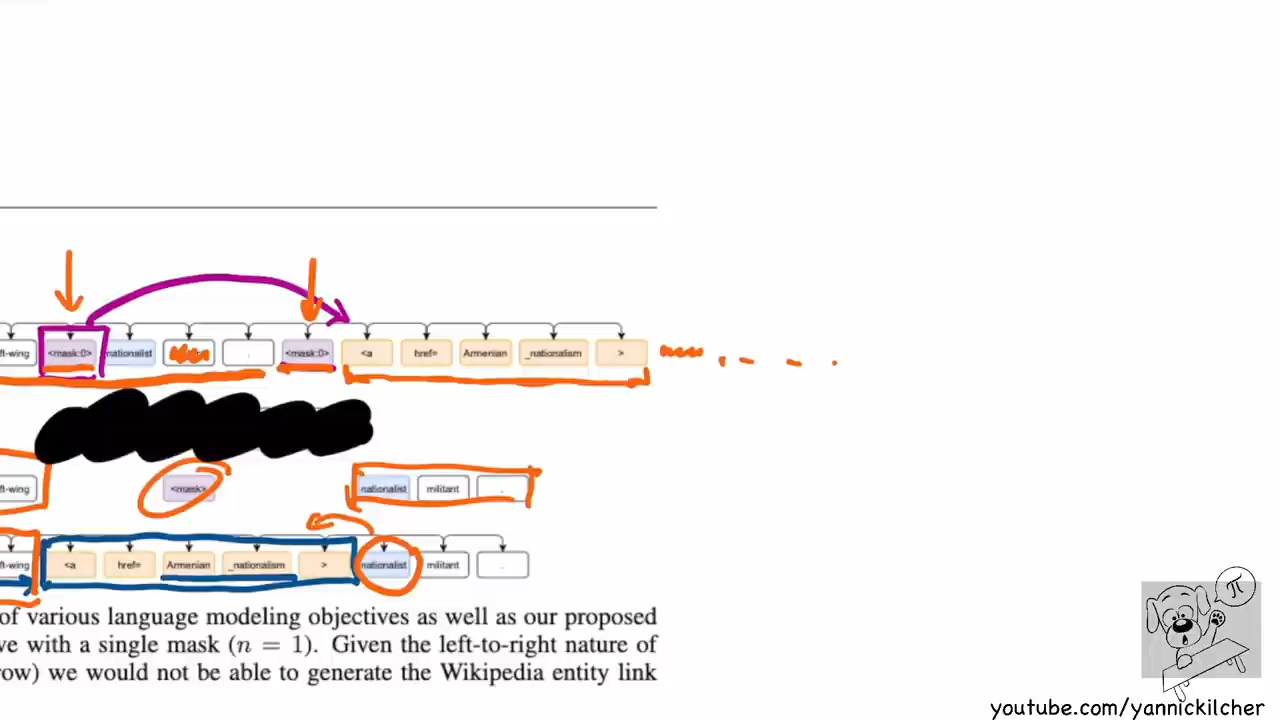 ft-wing <mask:0> nationalist . <mask:0> <a href= Armenian _nationalism >
ft-wing <mask> nationalist militant .
ft-wing <a href= Armenian _nationalism > nationalist militant .
of various language modeling objectives as well as our proposed
ve with a single mask (n = 1). Given the left-to-right nature of
row) we would not be able to generate the Wikipedia entity link
π
youtube.com/yannickilcher